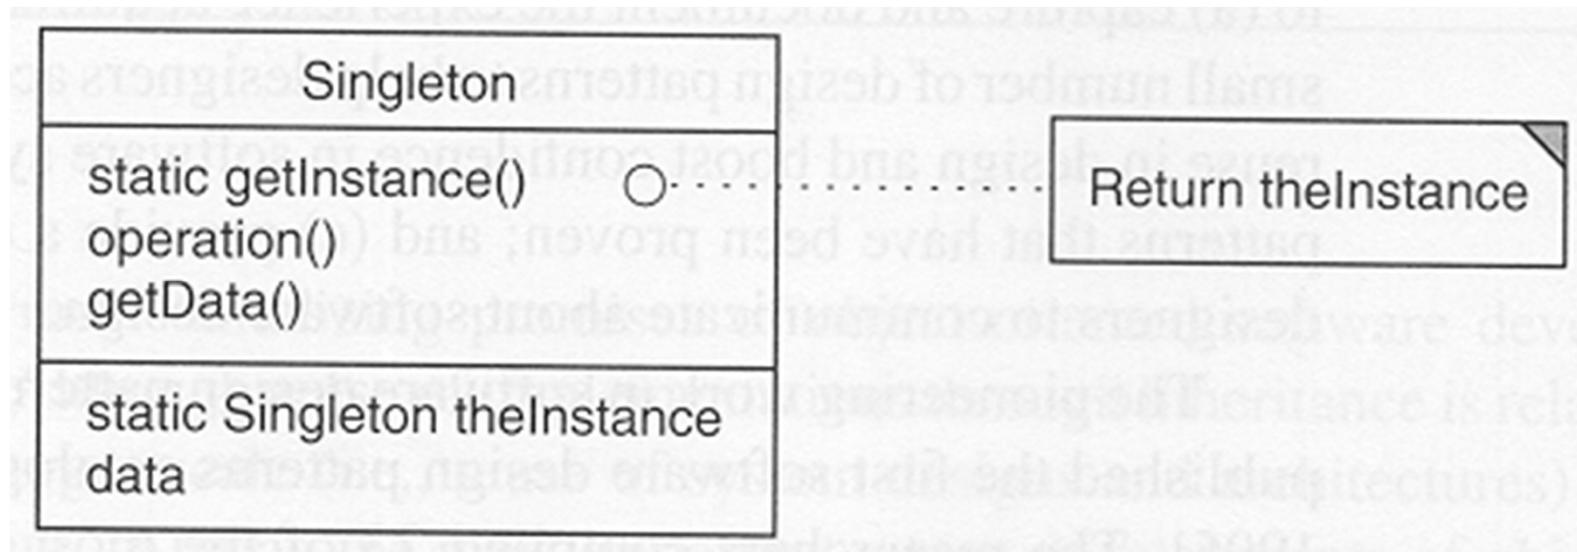 Singleton
static getInstance()
operation()
getData()
static Singleton theInstance
data
Return theInstance